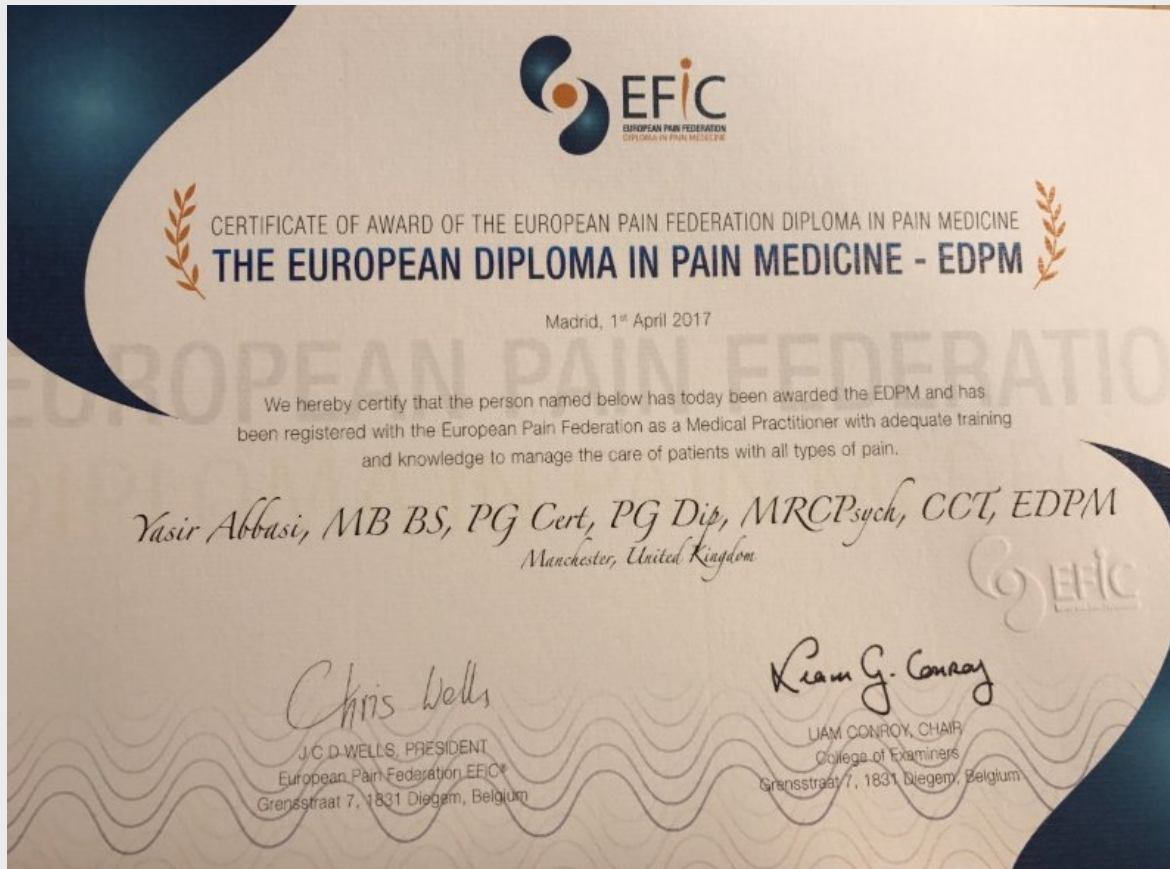 EFIC
EUROPEAN PAIN FEDERATION
DIPLOMA IN PAIN MEDICINE
CERTIFICATE OF AWARD OF THE EUROPEAN PAIN FEDERATION DIPLOMA IN PAIN MEDICINE
THE EUROPEAN DIPLOMA IN PAIN MEDICINE - EDPM
Madrid, 1st April 2017
EUROPEAN PAIN FEDERATIO
We hereby certify that the person named below has today been awarded the EDPM and has
been registered with the European Pain Federation as a Medical Practitioner with adequate training
and knowledge to manage the care of patients with all types of pain.
Yasir Abbasi, MB BS, PG Cert, PG Dip, MRCPsych, CCT, EDPM
Manchester, United Kingdom
EFIC
Chris Wells
Liam G. Conroy
J C D WELLS, PRESIDENT
European Pain Federation EFIC®
Grensstraat 7, 1831 Diegem, Belgium
LIAM CONROY, CHAIR
College of Examiners
Grensstraat 7, 1831 Diegem, Belgium